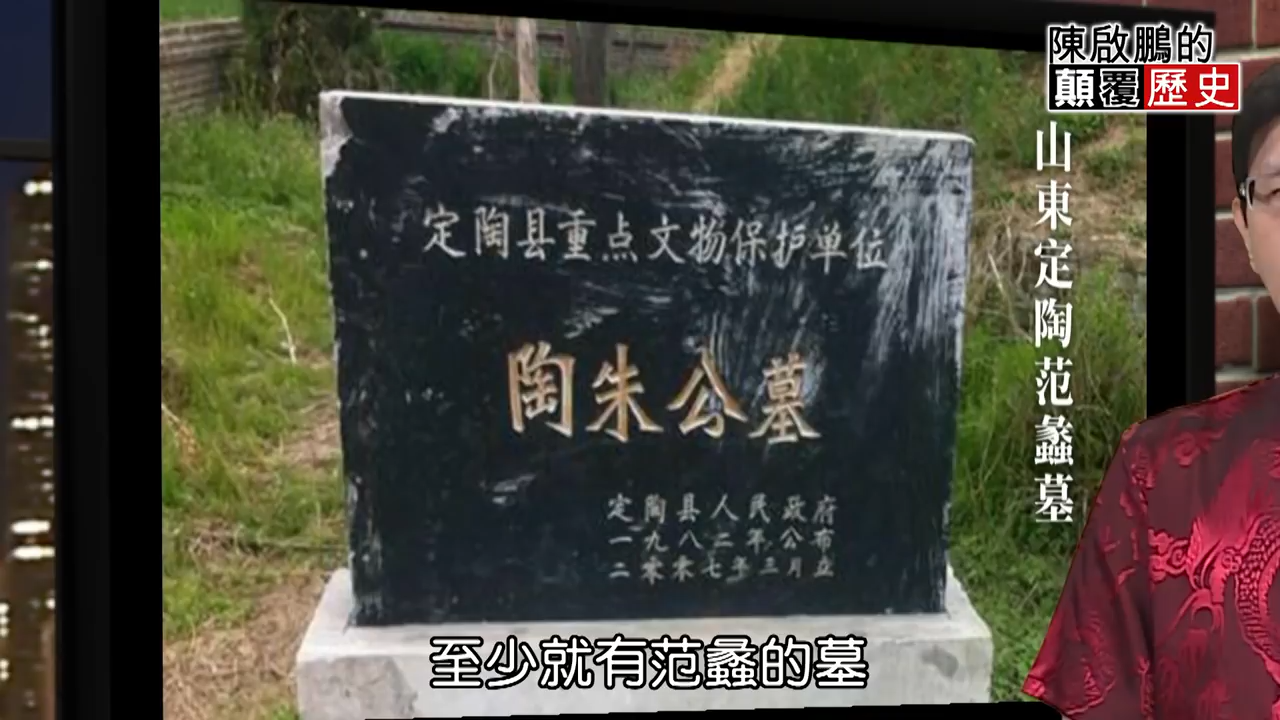 陳啟鵬的
顛覆歷史
山東定陶范蠡墓
定陶县重点文物保护单位
陶朱公墓
定陶县人民政府
一九八二年公布
二零零七年三月立
至少就有范蠡的墓